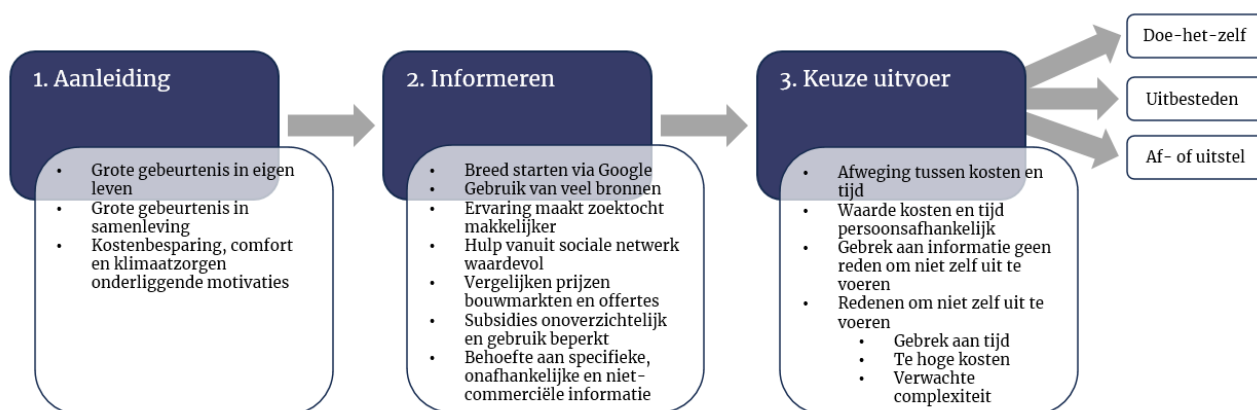 1. Aanleiding
• Grote gebeurtenis in eigen
leven
• Grote gebeurtenis in
samenleving
• Kostenbesparing, comfort
en klimaatzorgen
onderliggende motivaties
2. Informeren
• Breed starten via Google
• Gebruik van veel bronnen
• Ervaring maakt zoektocht
makkelijker
• Hulp vanuit sociale netwerk
waardevol
• Vergelijken prijzen
bouwmarkten en offertes
• Subsidies onoverzichtelijk
en gebruik beperkt
• Behoefte aan specifieke,
onafhankelijke en niet-
commerciële informatie
3. Keuze uitvoer
• Afweging tussen kosten en
tijd
• Waarde kosten en tijd
persoonsafhankelijk
• Gebrek aan informatie geen
reden om niet zelf uit te
voeren
• Redenen om niet zelf uit te
voeren
• Gebrek aan tijd
• Te hoge kosten
• Verwachte
complexiteit
Doe-het-zelf
Uitbesteden
Af- of uitstel